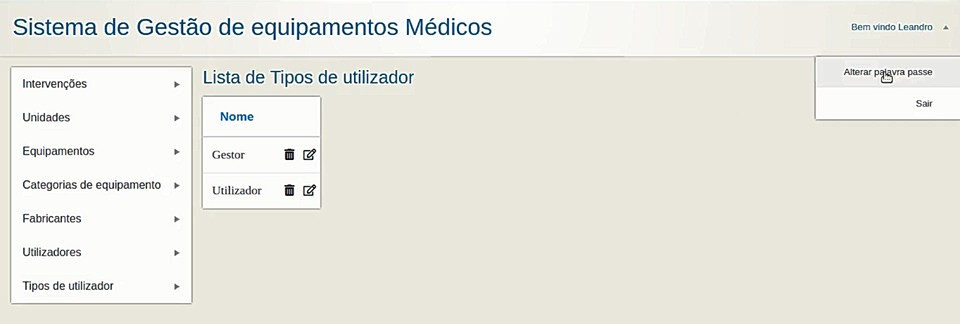 Sistema de Gestão de equipamentos Médicos
Bem vindo Leandro
Alterar palavra passe
Sair
Intervenções
Unidades
Equipamentos
Categorias de equipamento
Fabricantes
Utilizadores
Tipos de utilizador
Lista de Tipos de utilizador
Nome
Gestor
Utilizador